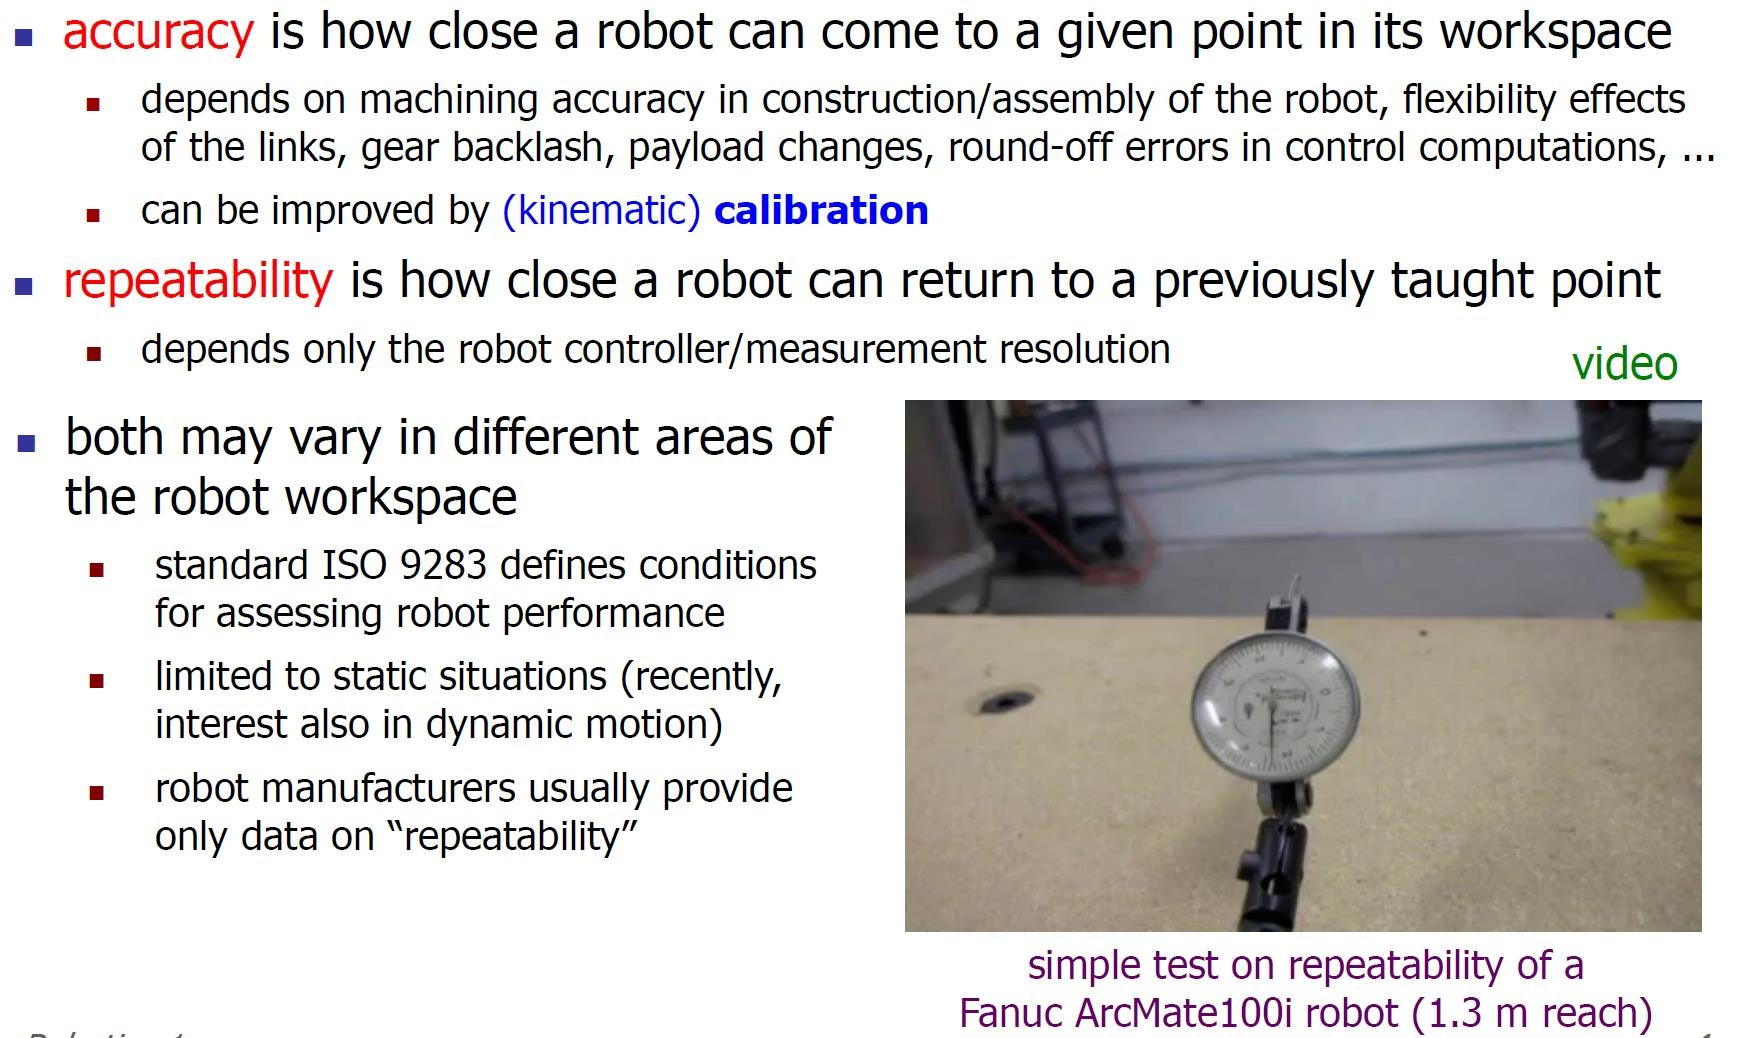 accuracy is how close a robot can come to a given point in its workspace
depends on machining accuracy in construction/assembly of the robot, flexibility effects
of the links, gear backlash, payload changes, round-off errors in control computations, ...
can be improved by (kinematic) calibration
repeatability is how close a robot can return to a previously taught point
depends only the robot controller/measurement resolution
video
both may vary in different areas of
the robot workspace
standard ISO 9283 defines conditions
for assessing robot performance
limited to static situations (recently,
interest also in dynamic motion)
robot manufacturers usually provide
only data on “repeatability”
simple test on repeatability of a
Fanuc ArcMate100i robot (1.3 m reach)